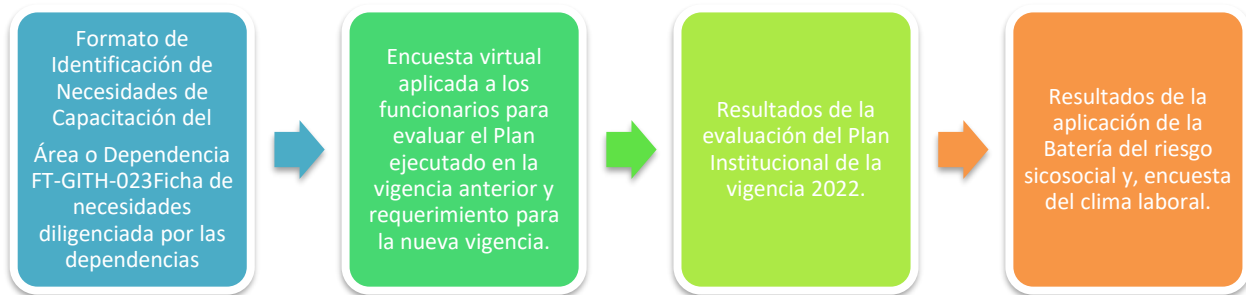 Formato de
Identificación de
Necesidades de
Capacitación del
Área o Dependencia
FT-GITH-023Ficha de
necesidades
diligenciada por las
dependencias
Encuesta virtual
aplicada a los
funcionarios para
evaluar el Plan
ejecutado en la
vigencia anterior y
requerimiento para
la nueva vigencia.
Resultados de la
evaluación del Plan
Institucional de la
vigencia 2022.
Resultados de la
aplicación de la
Batería del riesgo
sicosocial y, encuesta
del clima laboral.